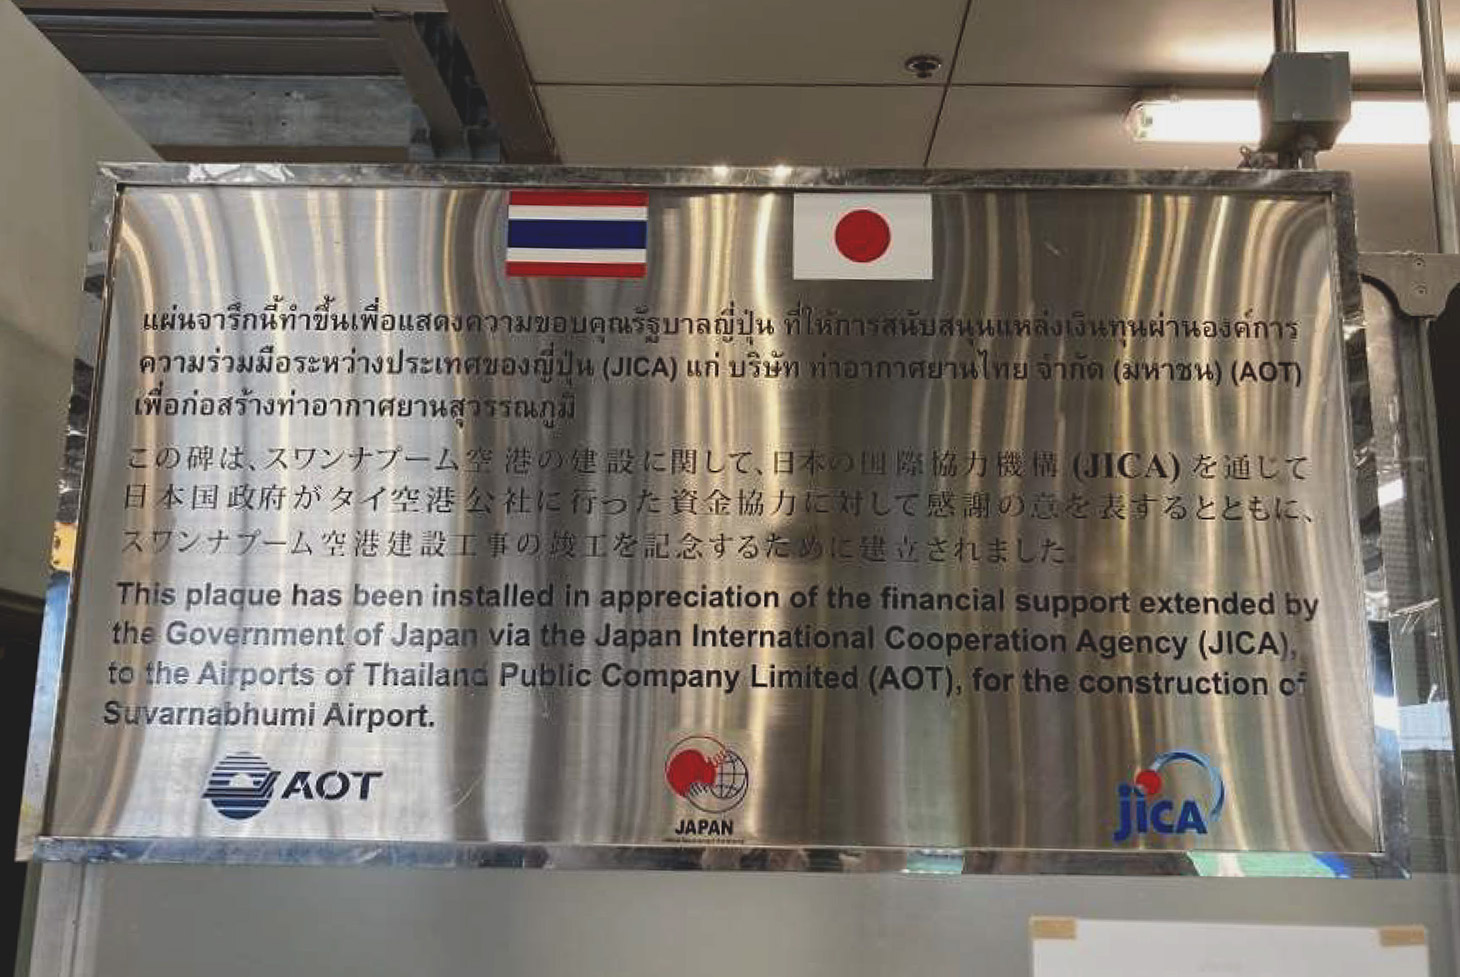 แผ่นจารึกนี้ทำขึ้นเพื่อแสดงความขอบคุณรัฐบาลญี่ปุ่น ที่ให้การสนับสนุนแหล่งเงินทุนผ่านองค์การ
ความร่วมมือระหว่างประเทศของญี่ปุ่น (JICA) แก่ บริษัท ท่าอากาศยานไทย จำกัด (มหาชน) (AOT)
เพื่อก่อสร้างท่าอากาศยานสุวรรณภูมิ
この碑は、スワンナプーム空港の建設に関して、日本の国際協力機構 (JICA) を通じて
日本国政府がタイ空港公社に行った資金協力に対して感謝の意を表するとともに、
スワンナプーム空港建設工事の竣工を記念するために建立されました.
This plaque has been installed in appreciation of the financial support extended by
the Government of Japan via the Japan International Cooperation Agency (JICA),
to the Airports of Thailand Public Company Limited (AOT), for the construction of
Suvarnabhumi Airport.
AOT
JAPAN
jICA